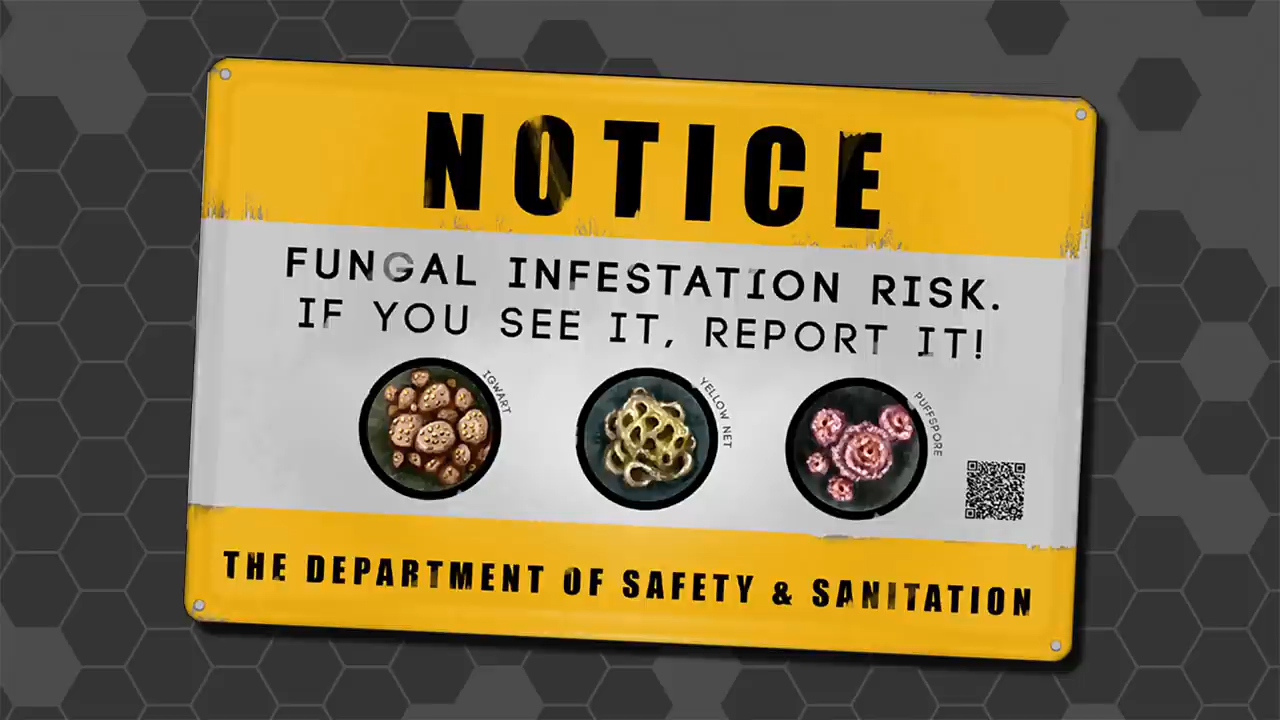 NOTICE
FUNGAL INFESTATION RISK.
IF YOU SEE IT, REPORT IT!
IGWART
YELLOW NET
PUFFSPORE
THE DEPARTMENT OF SAFETY & SANITATION